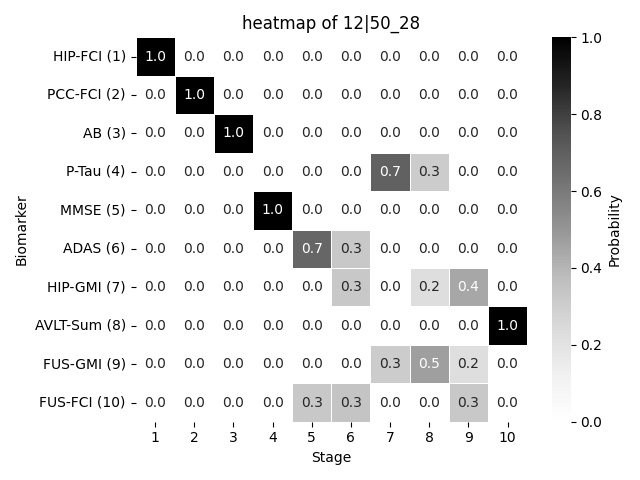 heatmap of 12|50_28
HIP-FCI (1) 1.0 0.0 0.0 0.0 0.0 0.0 0.0 0.0 0.0 0.0
PCC-FCI (2) 0.0 1.0 0.0 0.0 0.0 0.0 0.0 0.0 0.0 0.0
AB (3) 0.0 0.0 1.0 0.0 0.0 0.0 0.0 0.0 0.0 0.0
P-Tau (4) 0.0 0.0 0.0 0.0 0.0 0.0 0.7 0.3 0.0 0.0
MMSE (5) 0.0 0.0 0.0 1.0 0.0 0.0 0.0 0.0 0.0 0.0
ADAS (6) 0.0 0.0 0.0 0.0 0.7 0.3 0.0 0.0 0.0 0.0
HIP-GMI (7) 0.0 0.0 0.0 0.0 0.0 0.3 0.0 0.2 0.4 0.0
AVLT-Sum (8) 0.0 0.0 0.0 0.0 0.0 0.0 0.0 0.0 0.0 1.0
FUS-GMI (9) 0.0 0.0 0.0 0.0 0.0 0.0 0.3 0.5 0.2 0.0
FUS-FCI (10) 0.0 0.0 0.0 0.0 0.3 0.3 0.0 0.0 0.3 0.0
1 2 3 4 5 6 7 8 9 10
Stage
Biomarker
1.0
0.8
0.6
0.4
0.2
0.0
Probability